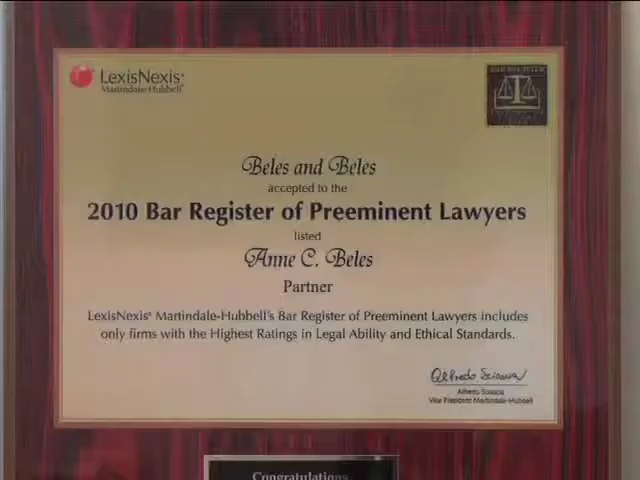 LexisNexis®
Martindale-Hubbell®
BAR REGISTER
Beles and Beles
accepted to the
2010 Bar Register of Preeminent Lawyers
listed
Anne C. Beles
Partner
LexisNexis® Martindale-Hubbell's Bar Register of Preeminent Lawyers includes
only firms with the Highest Ratings in Legal Ability and Ethical Standards.
Vice President Martindale-Hubbell
Congratulations